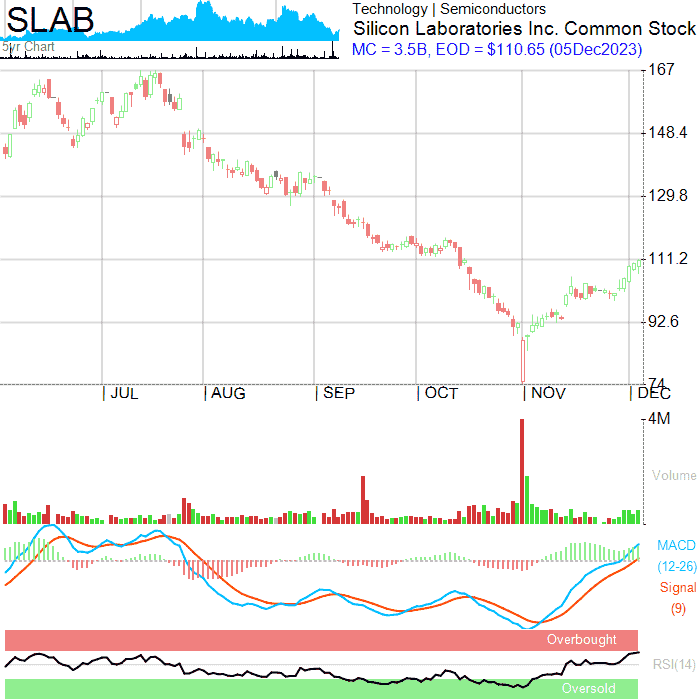 SLAB
5yr Chart
Technology | Semiconductors
Silicon Laboratories Inc. Common Stock
MC = 3.5B, EOD = $110.65 (05Dec2023)
167
148.4
129.8
111.2
92.6
74
JUL
AUG
SEP
OCT
NOV
DEC
4M
Volume
MACD
(12-26)
Signal
(9)
Overbought
RSI(14)
Oversold